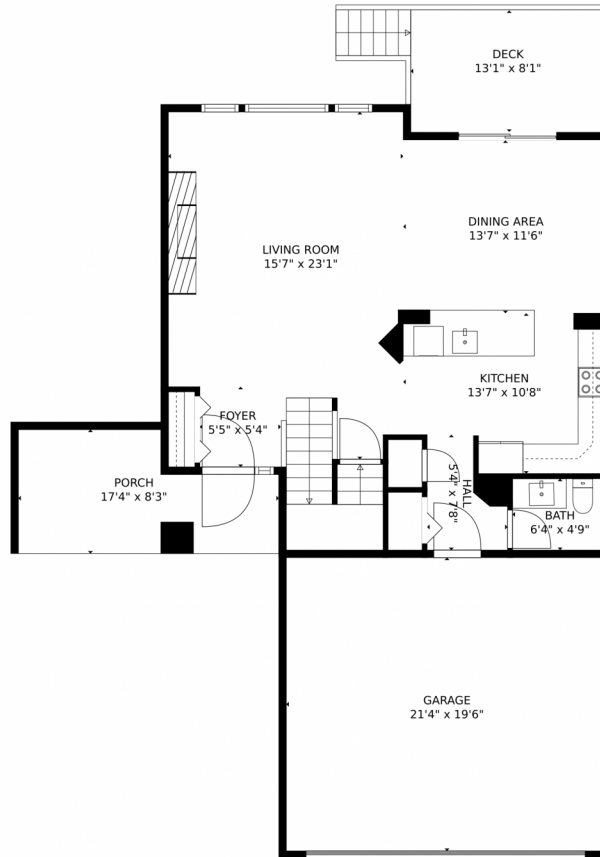 DECK
13'1" x 8'1"
DINING AREA
13'7" x 11'6"
LIVING ROOM
15'7" x 23'1"
KITCHEN
13'7" x 10'8"
FOYER
5'5" x 5'4"
PORCH
17'4" x 8'3"
HALL
5'4" x 7'8"
BATH
6'4" x 4'9"
GARAGE
21'4" x 19'6"